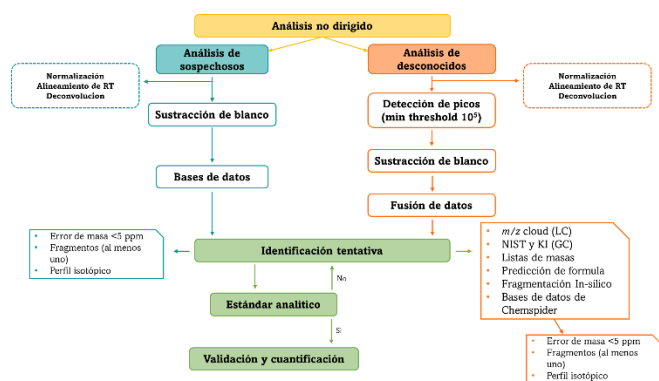 Análisis no dirigido
Análisis de
sospechosos
Análisis de
desconocidos
Normalización
Alineamiento de RT
Deconvolucion
Normalización
Alineamiento de RT
Deconvolucion
Sustracción de blanco
Detección de picos
(min threshold 10⁵)
Sustracción de blanco
Bases de datos
Fusión de datos
• Error de masa <5 ppm
• Fragmentos (al menos
uno)
• Perfil isotópico
Identificación tentativa
• m/z cloud (LC)
• NIST y KI (GC)
• Listas de masas
• Predicción de formula
• Fragmentación In-silico
• Bases de datos de
Chemspider
No
Estándar analítico
Sí
Validación y cuantificación
• Error de masa <5 ppm
• Fragmentos (al menos
uno)
• Perfil isotópico